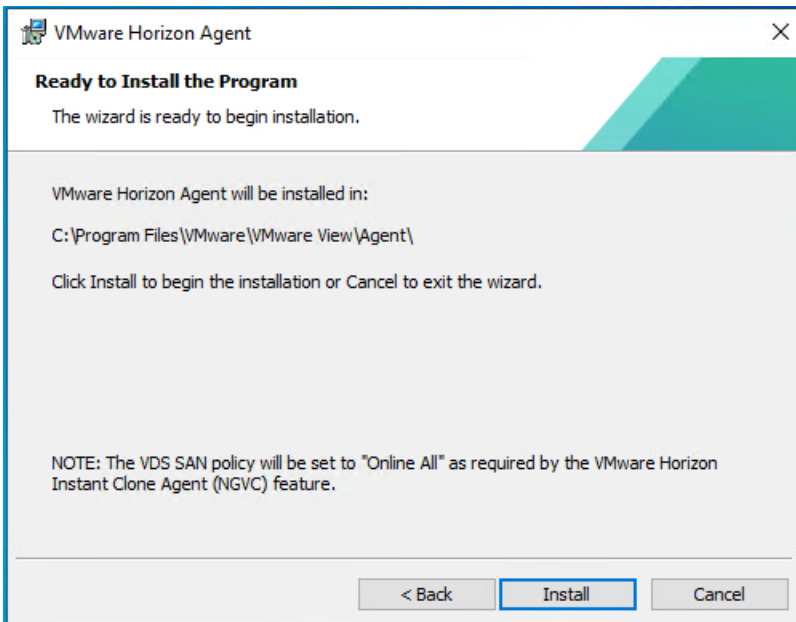 VMware Horizon Agent
Ready to Install the Program
The wizard is ready to begin installation.
VMware Horizon Agent will be installed in:
C:\Program Files\VMware\VMware View\Agent\
Click Install to begin the installation or Cancel to exit the wizard.
NOTE: The VDS SAN policy will be set to "Online All" as required by the VMware Horizon
Instant Clone Agent (NGVC) feature.
< Back Install Cancel